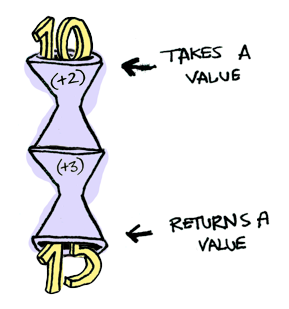 10
(+2)
TAKES A
VALUE
(+3)
RETURNS A
VALUE
15